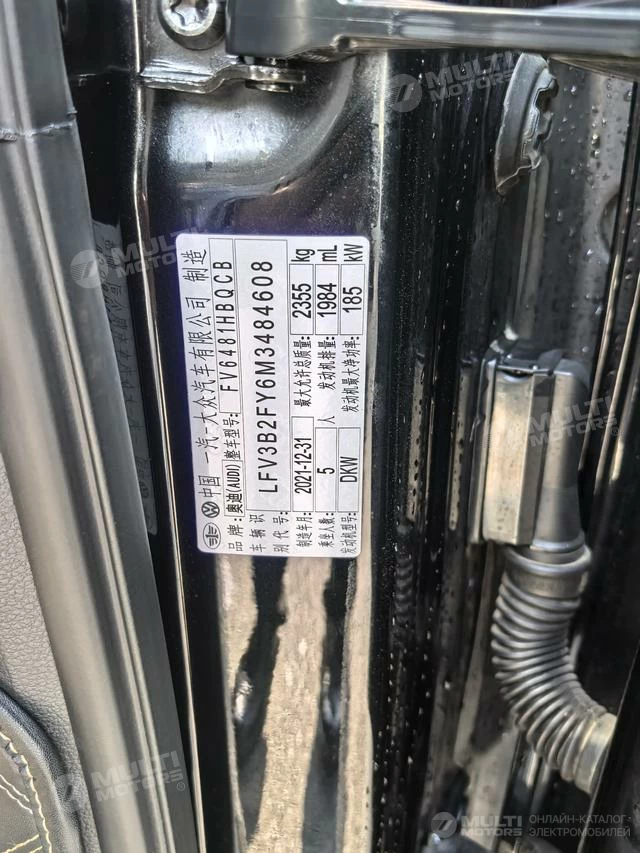 中国 一汽-大众汽车有限公司 制造
品牌: 奥迪(AUDI) 整车型号: FV6481HBQCB
车辆识别代号: LFV3B2FY6M3484608
制造年月: 2021-12-31 最大允许总质量: 2355 kg
乘坐人数: 5 人 发动机排量: 1984 mL
发动机型号: DKW 发动机最大净功率: 185 kW
MULTI MOTORS
MULTI MOTORS
MULTI MOTORS
MULTI MOTORS
MULTI MOTORS
ОНЛАЙН-КАТАЛОГ
ЭЛЕКТРОМОБИЛЕЙ